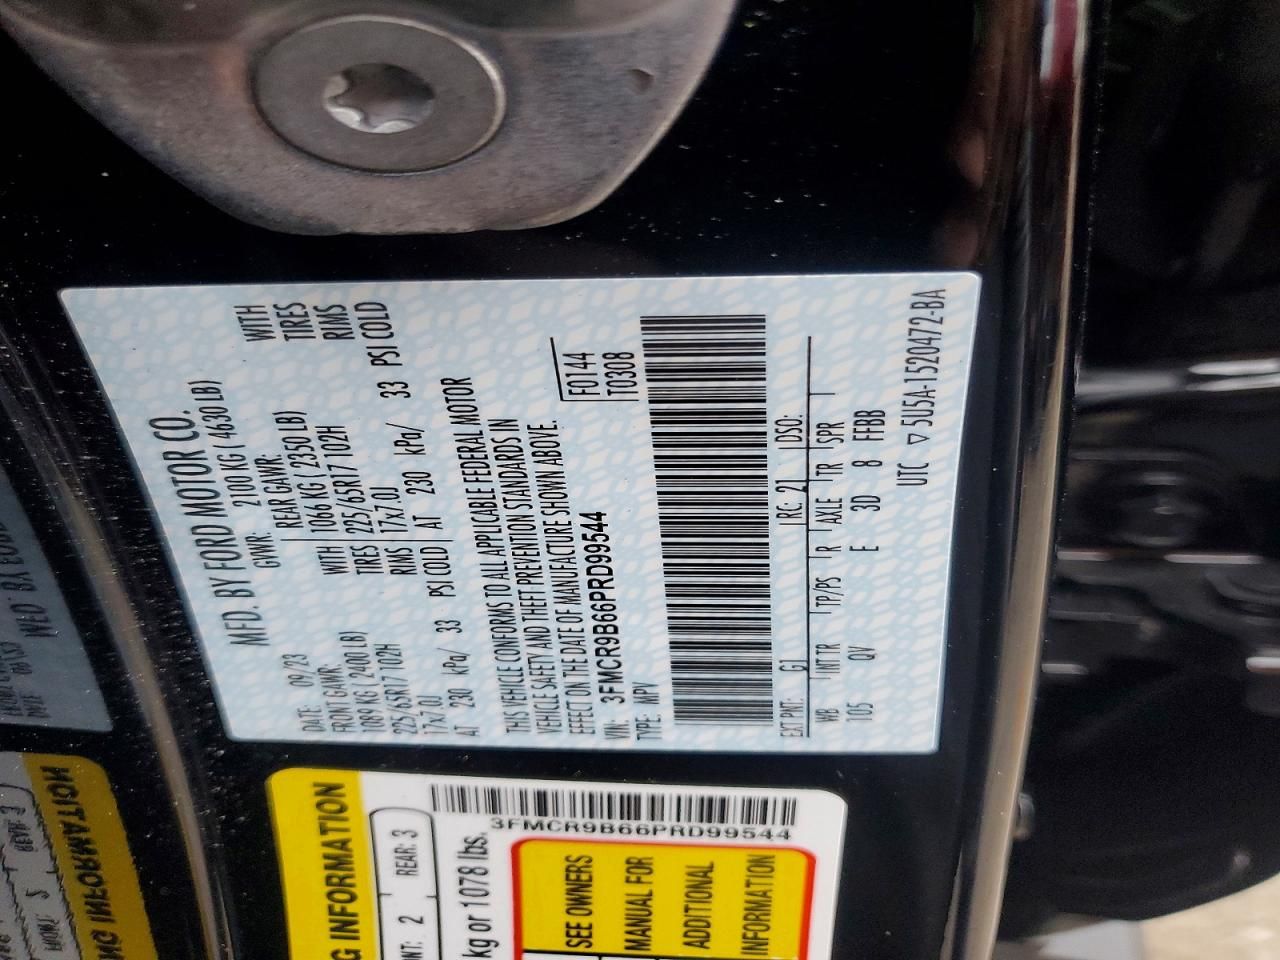 MFD. BY FORD MOTOR CO.
DATE: 09/23 GVWR: 2100 KG ( 4630 LB)
FRONT GAWR: REAR GAWR: WITH
1089 KG 2400 LB) WITH 1066 KG 2350 LB) TIRES
225/65R17 102H TIRES 225/65R17 102H RIMS
17x7.0J RIMS 17x7.0J
AT 230 kPa/ 33 PSI COLD AT 230 kPa/ 33 PSI COLD
THIS VEHICLE CONFORMS TO ALL APPLICABLE FEDERAL MOTOR
VEHICLE SAFETY AND THEFT PREVENTION STANDARDS IN
EFFECT ON THE DATE OF MANUFACTURE SHOWN ABOVE.
VIN: 3FMCR9B66PRD99544
TYPE: MPV
F0144
T0308
EXT PNT: G1 RC: 21 DSO:
WB INTTR TP/PS R AXLE TR SPR
105 QV E 3D 8 FFBB
UTC ▽ 5U5A-1520472-BA
INFORMATION
2 REAR: 3
kg or 1078 lbs.
3FMCR9B66PRD99544
SEE OWNERS
MANUAL FOR
ADDITIONAL
INFORMATION